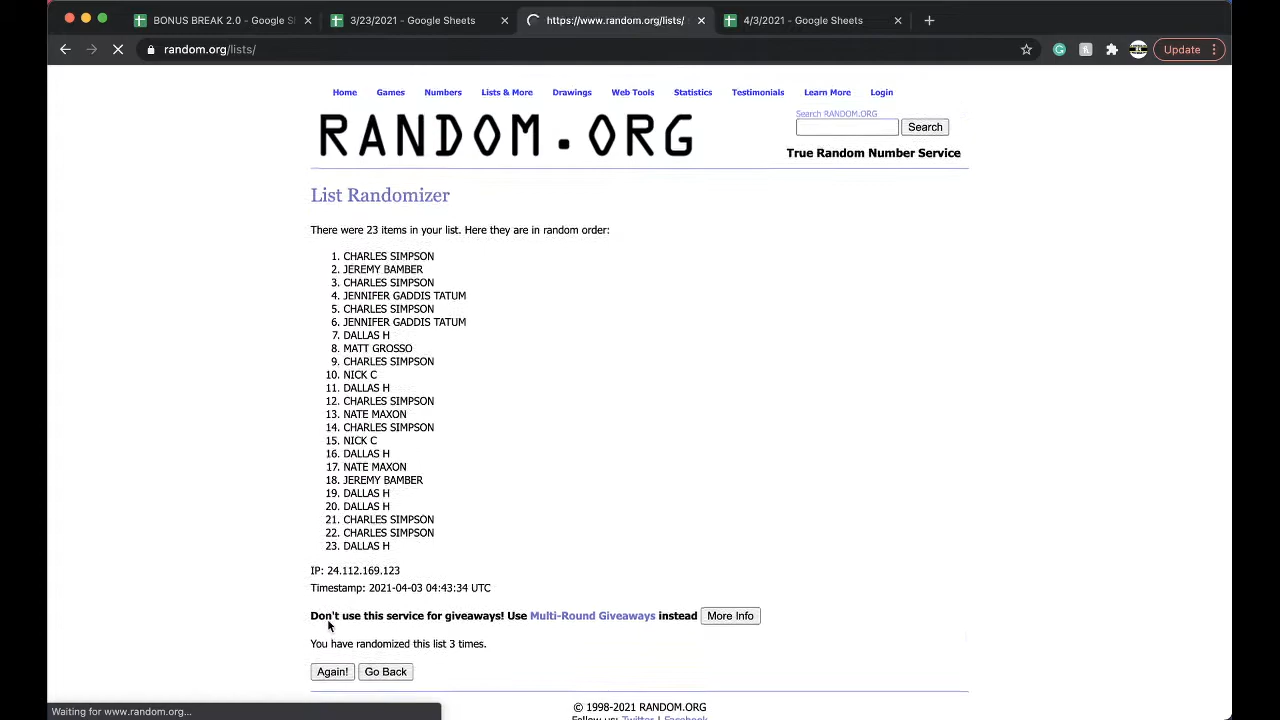 BONUS BREAK 2.0 - Google Sl
3/23/2021 - Google Sheets
https://www.random.org/lists/
4/3/2021 - Google Sheets
random.org/lists/
Update
Home Games Numbers Lists & More Drawings Web Tools Statistics Testimonials Learn More Login
RANDOM.ORG
Search RANDOM.ORG
Search
True Random Number Service
List Randomizer
There were 23 items in your list. Here they are in random order:
1. CHARLES SIMPSON
2. JEREMY BAMBER
3. CHARLES SIMPSON
4. JENNIFER GADDIS TATUM
5. CHARLES SIMPSON
6. JENNIFER GADDIS TATUM
7. DALLAS H
8. MATT GROSSO
9. CHARLES SIMPSON
10. NICK C
11. DALLAS H
12. CHARLES SIMPSON
13. NATE MAXON
14. CHARLES SIMPSON
15. NICK C
16. DALLAS H
17. NATE MAXON
18. JEREMY BAMBER
19. DALLAS H
20. DALLAS H
21. CHARLES SIMPSON
22. CHARLES SIMPSON
23. DALLAS H
IP: 24.112.169.123
Timestamp: 2021-04-03 04:43:34 UTC
Don't use this service for giveaways! Use Multi-Round Giveaways instead More Info
You have randomized this list 3 times.
Again! Go Back
© 1998-2021 RANDOM.ORG
Follow us: Twitter | Facebook
Waiting for www.random.org...